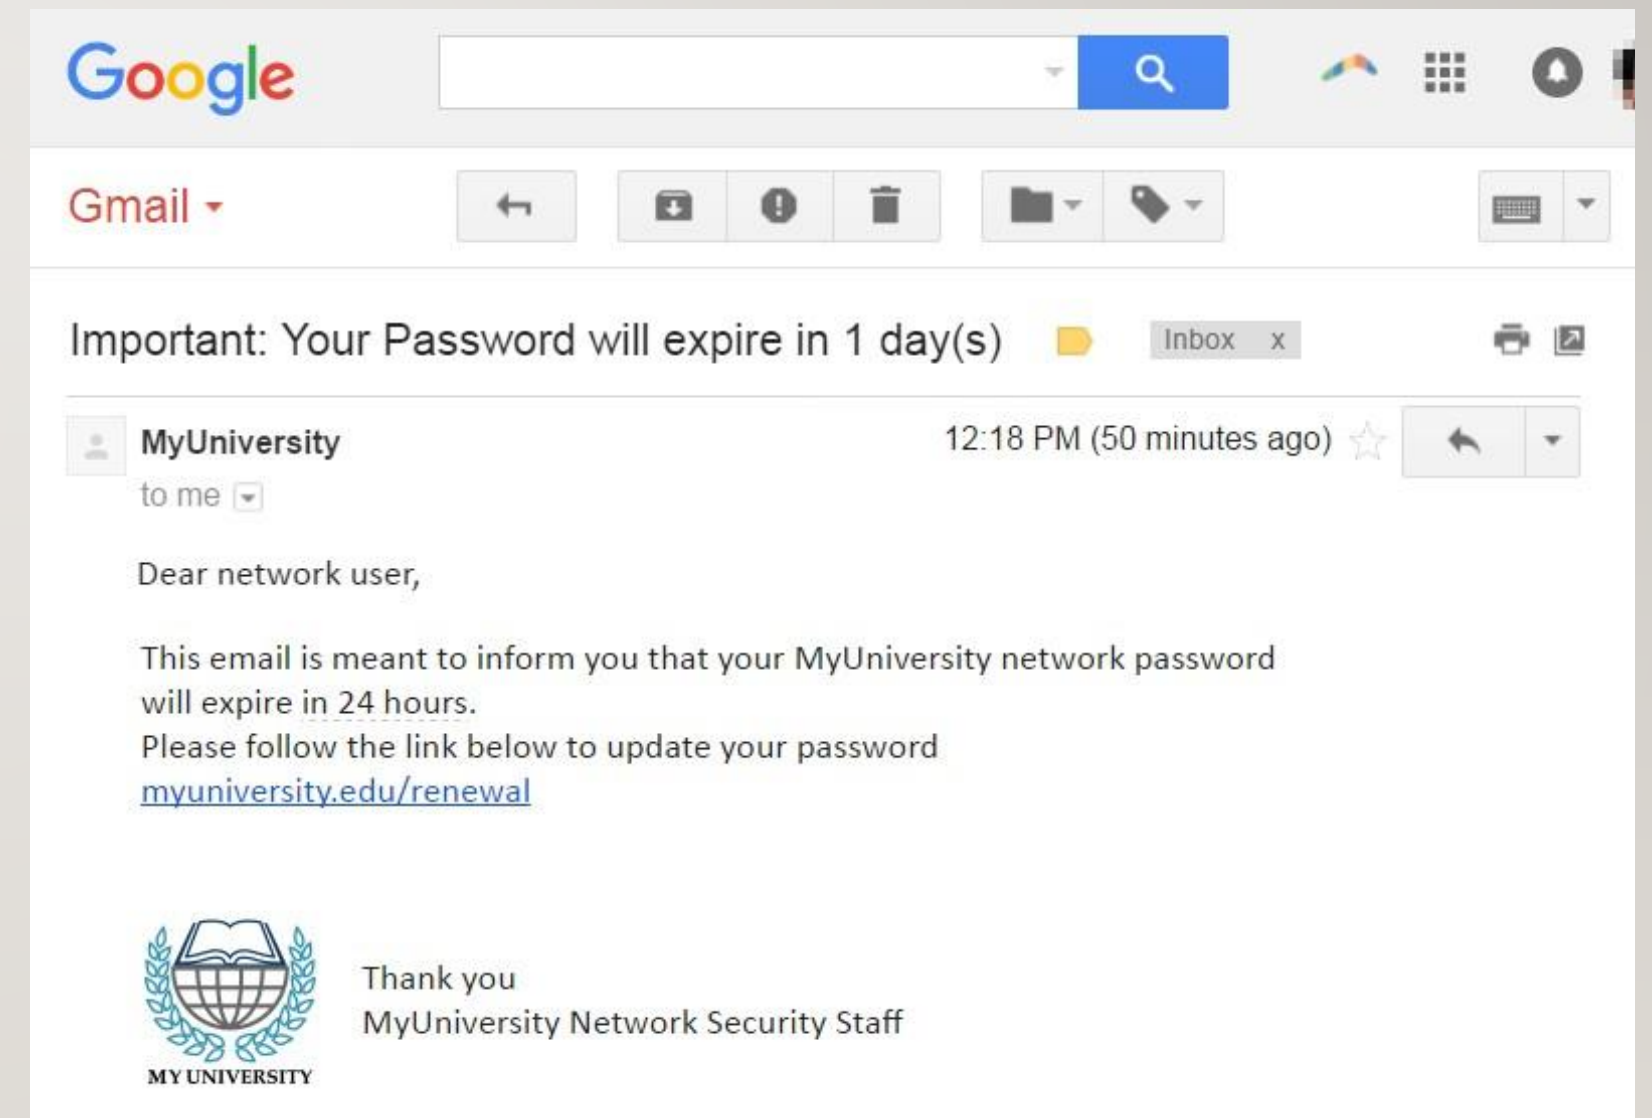 Google
Gmail
Important: Your Password will expire in 1 day(s)
Inbox x
MyUniversity
12:18 PM (50 minutes ago)
to me
Dear network user,
This email is meant to inform you that your MyUniversity network password
will expire in 24 hours.
Please follow the link below to update your password
myuniversity.edu/renewal
Thank you
MyUniversity Network Security Staff
MY UNIVERSITY